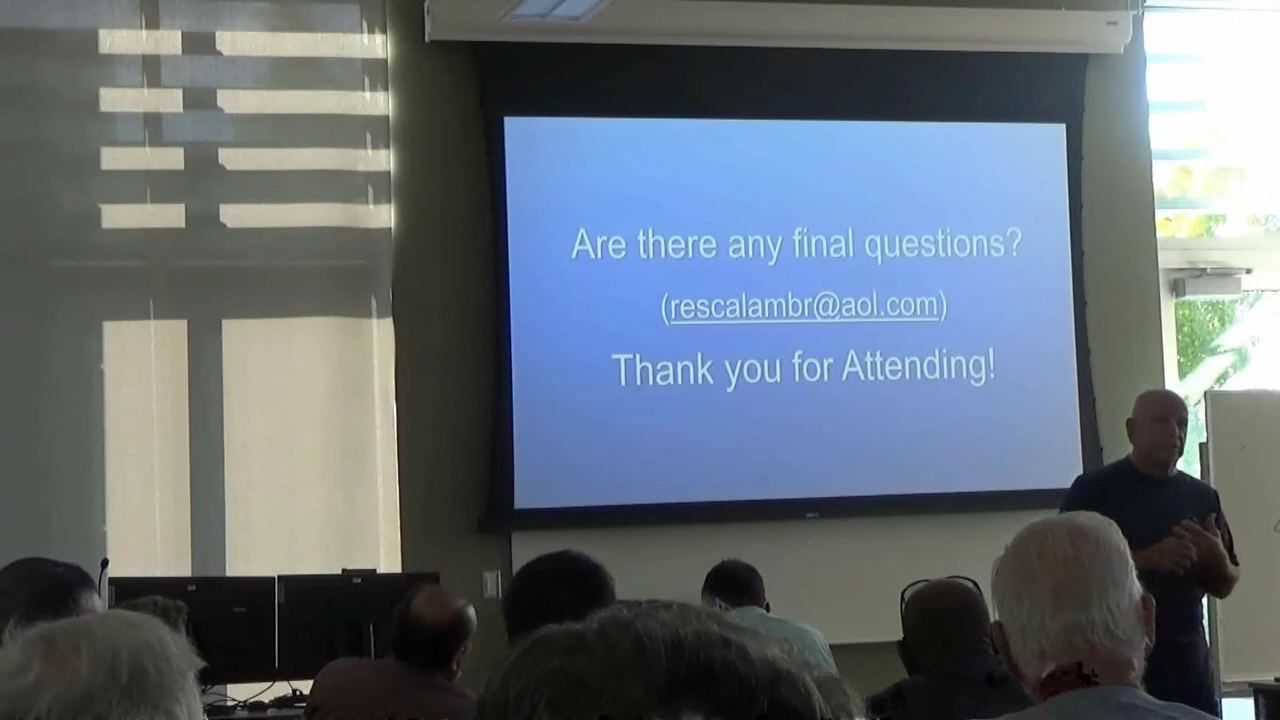 Are there any final questions?
(rescalambr@aol.com)
Thank you for Attending!